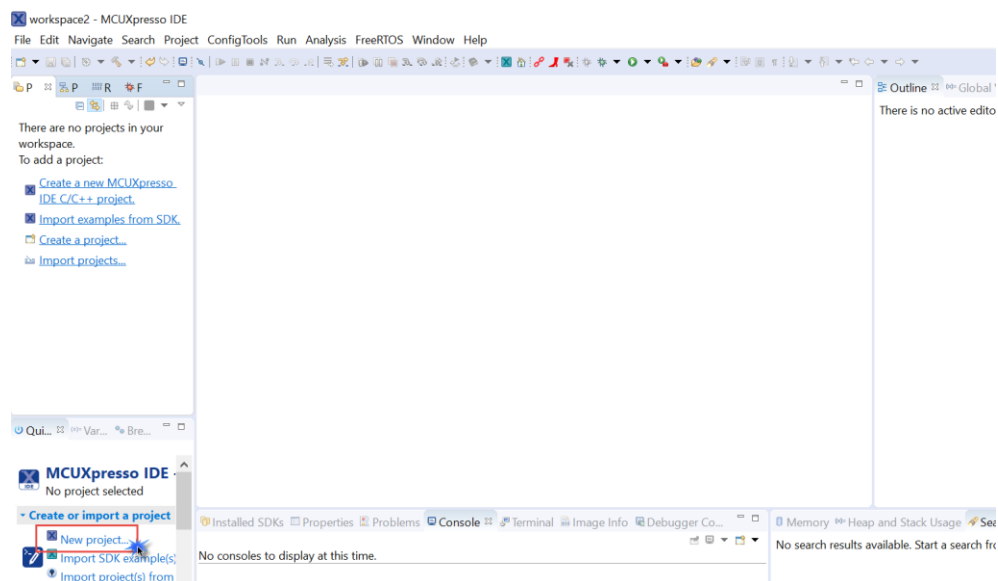 workspace2 - MCUXpresso IDE
File Edit Navigate Search Project ConfigTools Run Analysis FreeRTOS Window Help
P P R F
Outline Global
There is no active edito
There are no projects in your
workspace.
To add a project:
Create a new MCUXpresso
IDE C/C++ project.
Import examples from SDK.
Create a project...
Import projects...
Qui... Var... Bre...
MCUXpresso IDE -
No project selected
Create or import a project
New project...
Import SDK example(s)
Import project(s) from
Installed SDKs Properties Problems Console Terminal Image Info Debugger Co...
No consoles to display at this time.
Memory Heap and Stack Usage Sea
No search results available. Start a search fro